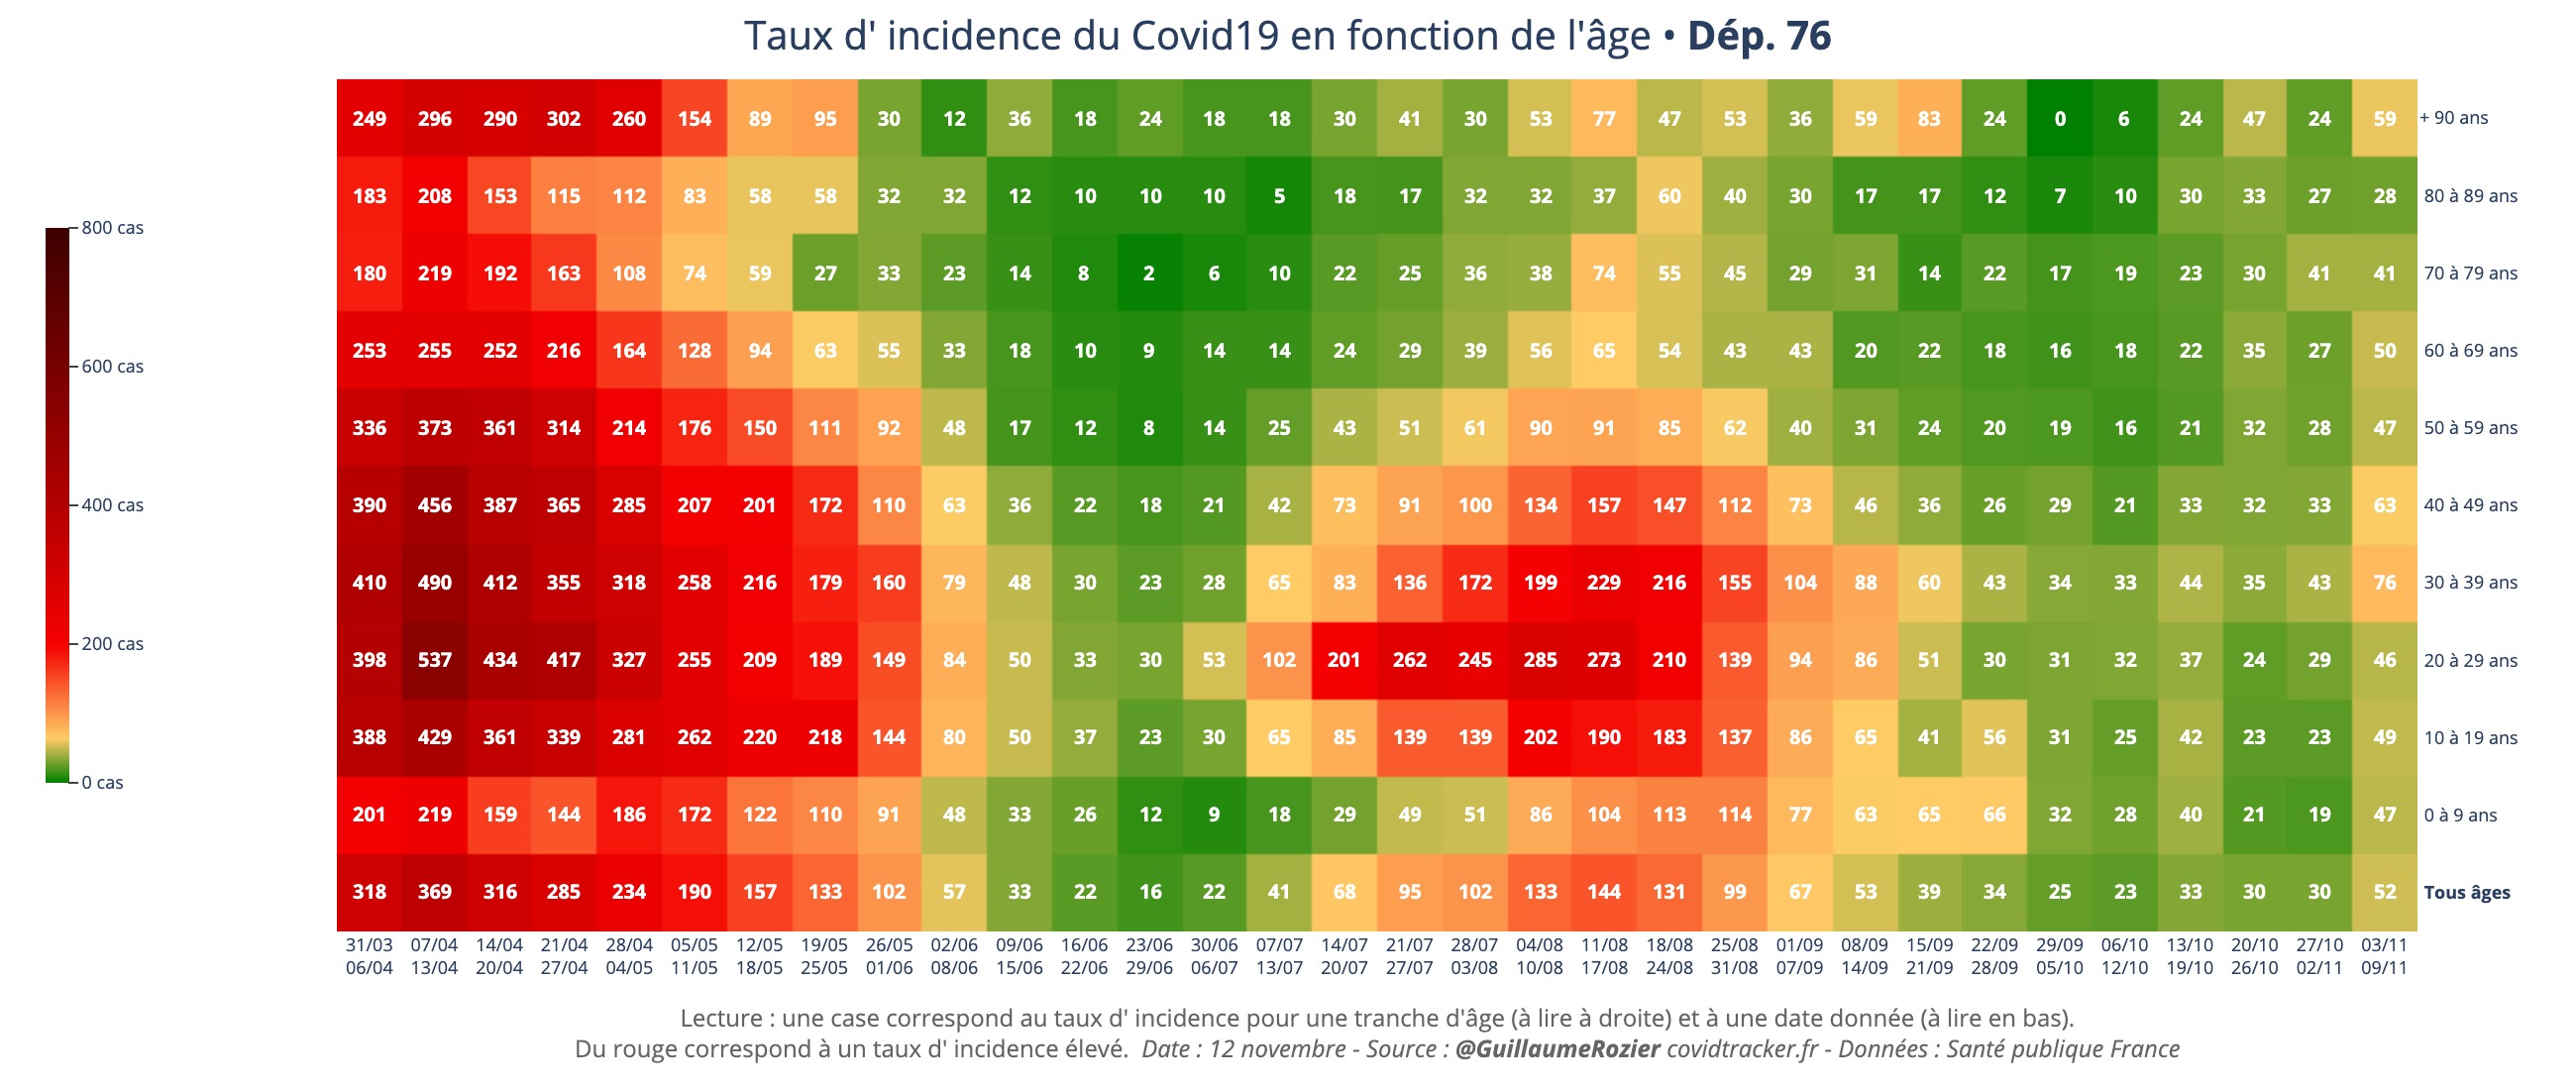 Taux d' incidence du Covid19 en fonction de l'âge • Dép. 76
249 296 290 302 260 154 89 95 30 12 36 18 24 18 18 30 41 30 53 77 47 53 36 59 83 24 0 6 24 47 24 59 + 90 ans
183 208 153 115 112 83 58 58 32 32 12 10 10 10 5 18 17 32 32 37 60 40 30 17 17 12 7 10 30 33 27 28 80 à 89 ans
800 cas
180 219 192 163 108 74 59 27 33 23 14 8 2 6 10 22 25 36 38 74 55 45 29 31 14 22 17 19 23 30 41 41 70 à 79 ans
253 255 252 216 164 128 94 63 55 33 18 10 9 14 14 24 29 39 56 65 54 43 43 20 22 18 16 18 22 35 27 50 60 à 69 ans
600 cas
336 373 361 314 214 176 150 111 92 48 17 12 8 14 25 43 51 61 90 91 85 62 40 31 24 20 19 16 21 32 28 47 50 à 59 ans
400 cas
390 456 387 365 285 207 201 172 110 63 36 22 18 21 42 73 91 100 134 157 147 112 73 46 36 26 29 21 33 32 33 63 40 à 49 ans
410 490 412 355 318 258 216 179 160 79 48 30 23 28 65 83 136 172 199 229 216 155 104 88 60 43 34 33 44 35 43 76 30 à 39 ans
200 cas
398 537 434 417 327 255 209 189 149 84 50 33 30 53 102 201 262 245 285 273 210 139 94 86 51 30 31 32 37 24 29 46 20 à 29 ans
388 429 361 339 281 262 220 218 144 80 50 37 23 30 65 85 139 139 202 190 183 137 86 65 41 56 31 25 42 23 23 49 10 à 19 ans
0 cas
201 219 159 144 186 172 122 110 91 48 33 26 12 9 18 29 49 51 86 104 113 114 77 63 65 66 32 28 40 21 19 47 0 à 9 ans
318 369 316 285 234 190 157 133 102 57 33 22 16 22 41 68 95 102 133 144 131 99 67 53 39 34 25 23 33 30 30 52 Tous âges
31/03 07/04 14/04 21/04 28/04 05/05 12/05 19/05 26/05 02/06 09/06 16/06 23/06 30/06 07/07 14/07 21/07 28/07 04/08 11/08 18/08 25/08 01/09 08/09 15/09 22/09 29/09 06/10 13/10 20/10 27/10 03/11
06/04 13/04 20/04 27/04 04/05 11/05 18/05 25/05 01/06 08/06 15/06 22/06 29/06 06/07 13/07 20/07 27/07 03/08 10/08 17/08 24/08 31/08 07/09 14/09 21/09 28/09 05/10 12/10 19/10 26/10 02/11 09/11
Lecture : une case correspond au taux d' incidence pour une tranche d'âge (à lire à droite) et à une date donnée (à lire en bas).
Du rouge correspond à un taux d' incidence élevé. Date : 12 novembre - Source : @GuillaumeRozier covidtracker.fr - Données : Santé publique France